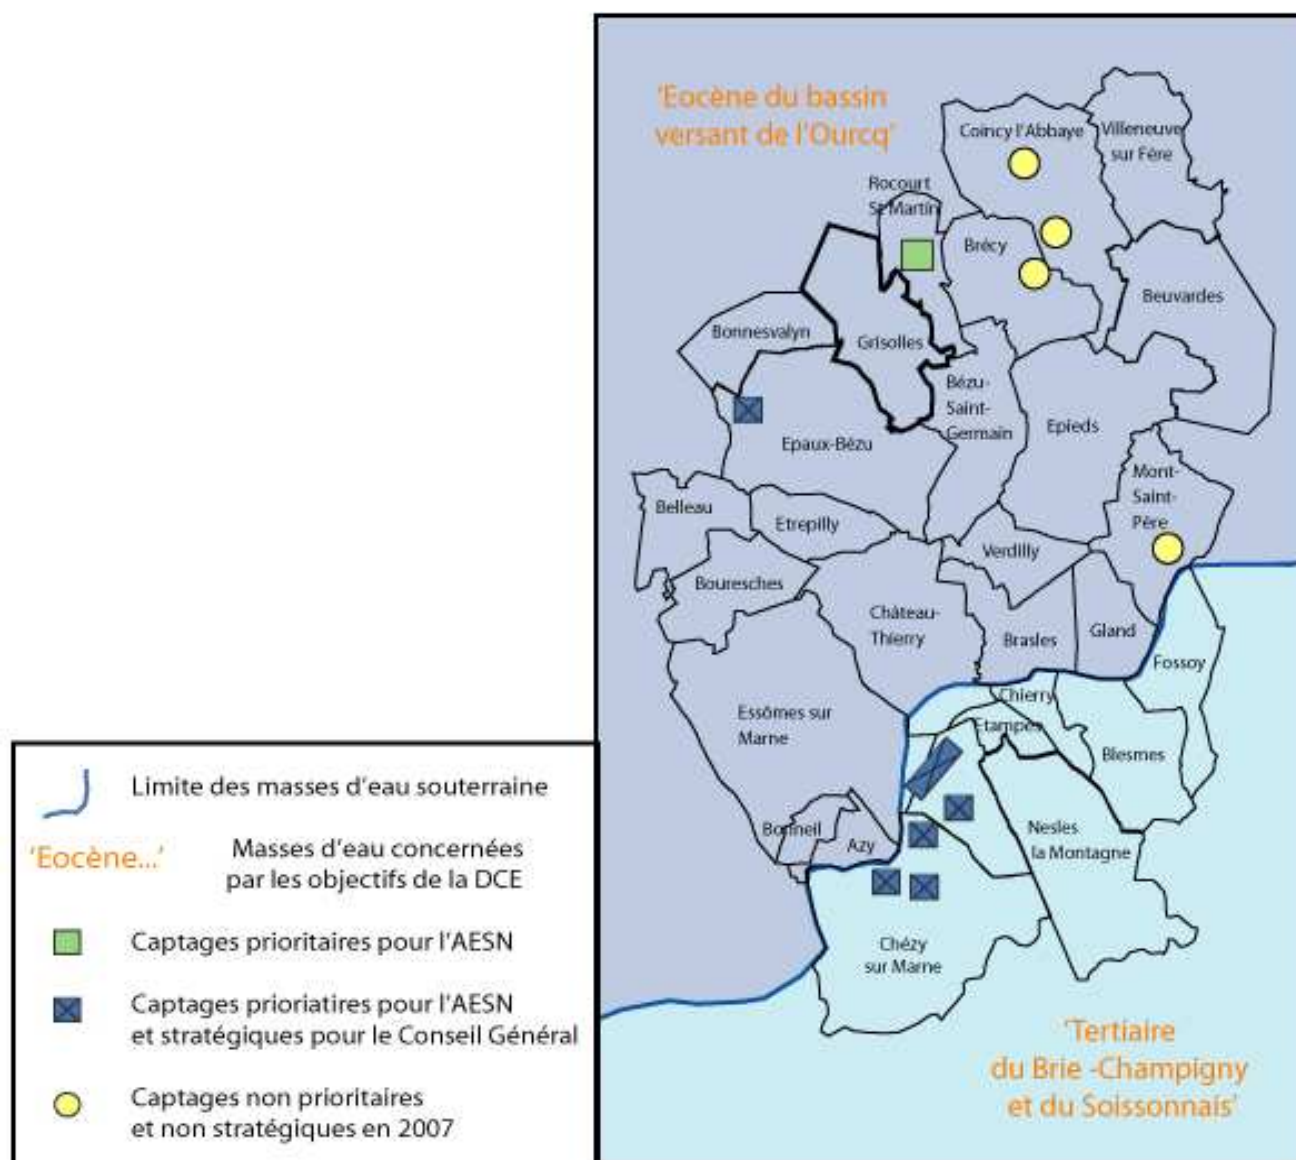 'Eocène du bassin
versant de l'Ourcq'
Coincy l'Abbaye
Villeneuve
sur Fère
Rocourt
St Martin
Brécy
Beuvardes
Bonnesvalyn
Grisolles
Bézu-
Saint-
Germain
Epieds
Epaux-Bézu
Mont-
Saint-
Père
Belleau
Etrepilly
Verdilly
Bouresches
Château-
Thierry
Brasles
Gland
Fossoy
Chierry
Etampes
Essômes sur
Marne
Blesmes
Bonneil
Azy
Nesles
la Montagne
Chézy
sur Marne
'Tertiaire
du Brie -Champigny
et du Soissonnais'
Limite des masses d'eau souterraine
'Eocène...'
Masses d'eau concernées
par les objectifs de la DCE
Captages prioritaires pour l'AESN
Captages prioriatires pour l'AESN
et stratégiques pour le Conseil Général
Captages non prioritaires
et non stratégiques en 2007